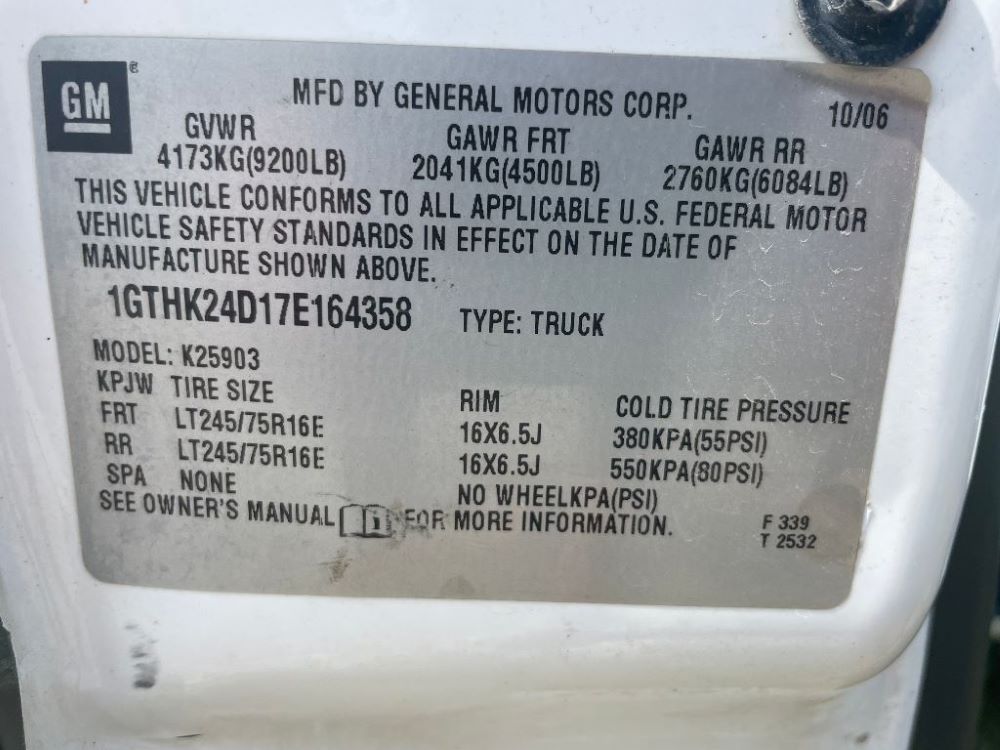 GM®
MFD BY GENERAL MOTORS CORP. 10/06
GVWR GAWR FRT GAWR RR
4173KG(9200LB) 2041KG(4500LB) 2760KG(6084LB)
THIS VEHICLE CONFORMS TO ALL APPLICABLE U.S. FEDERAL MOTOR
VEHICLE SAFETY STANDARDS IN EFFECT ON THE DATE OF
MANUFACTURE SHOWN ABOVE.
1GTHK24D17E164358 TYPE: TRUCK
MODEL: K25903
KPJW TIRE SIZE RIM COLD TIRE PRESSURE
FRT LT245/75R16E 16X6.5J 380KPA(55PSI)
RR LT245/75R16E 16X6.5J 550KPA(80PSI)
SPA NONE NO WHEELKPA(PSI)
SEE OWNER'S MANUAL i FOR MORE INFORMATION.
F 339
T 2532